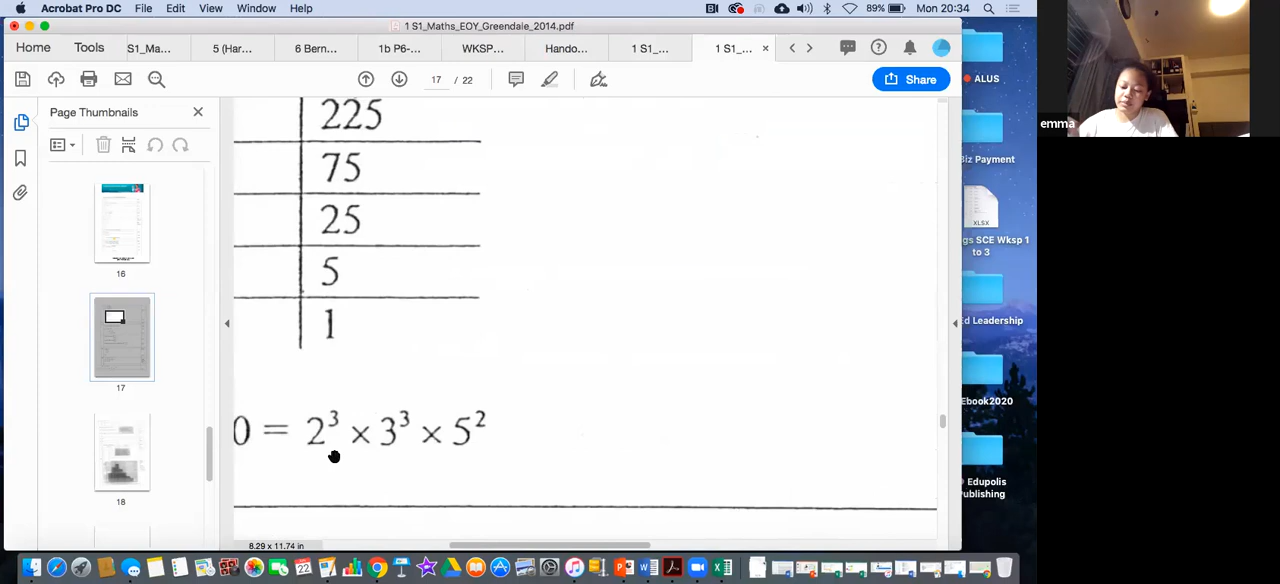 Acrobat Pro DC File Edit View Window Help
89% Mon 20:34
1 S1_Maths_EOY_Greendale_2014.pdf
Home Tools S1_Ma... 5 (Har... 6 Bern... 1b P6-... WKSP... Hando... 1 S1_... 1 S1_... ×
17 / 22
Share
Page Thumbnails
16
17
18
225
75
25
5
1
0 = 2³ × 3³ × 5²
8.29 x 11.74 in
ALUS
Biz Payment
XLSX
gs SCE Wksp 1
to 3
Ed Leadership
Ebook2020
Edupolis
Publishing
emma